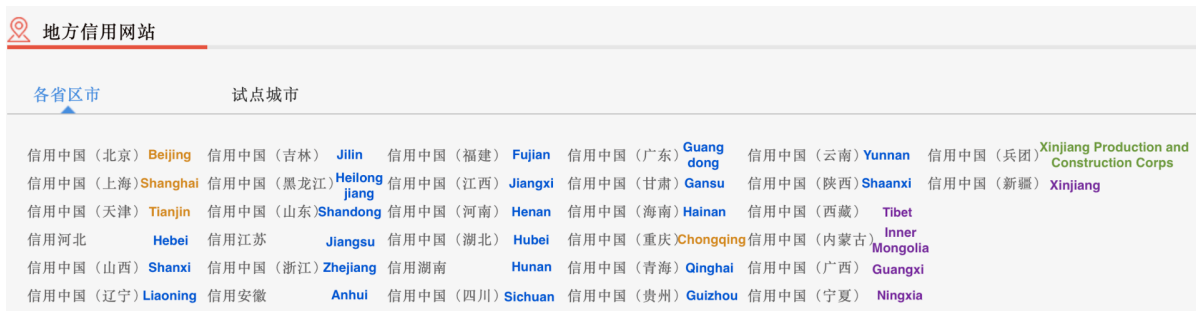 地方信用网站
各省区市 试点城市
信用中国（北京） Beijing 信用中国（吉林） Jilin 信用中国（福建） Fujian 信用中国（广东） Guang dong 信用中国（云南） Yunnan 信用中国（兵团） Xinjiang Production and Construction Corps
信用中国（上海） Shanghai 信用中国（黑龙江） Heilong jiang 信用中国（江西） Jiangxi 信用中国（甘肃） Gansu 信用中国（陕西） Shaanxi 信用中国（新疆） Xinjiang
信用中国（天津） Tianjin 信用中国（山东） Shandong 信用中国（河南） Henan 信用中国（海南） Hainan 信用中国（西藏） Tibet
信用河北 Hebei 信用江苏 Jiangsu 信用中国（湖北） Hubei 信用中国（重庆） Chongqing 信用中国（内蒙古） Inner Mongolia
信用中国（山西） Shanxi 信用中国（浙江） Zhejiang 信用湖南 Hunan 信用中国（青海） Qinghai 信用中国（广西） Guangxi
信用中国（辽宁） Liaoning 信用安徽 Anhui 信用中国（四川） Sichuan 信用中国（贵州） Guizhou 信用中国（宁夏） Ningxia